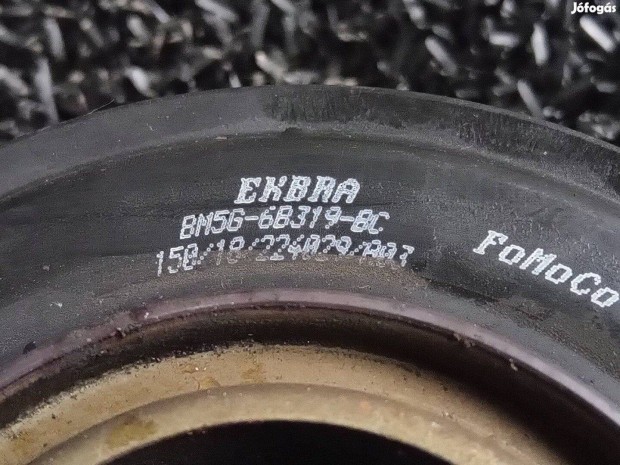 Jófogás
EKBRA
BM5G-6B319-BC
150/18/224029/A03
FoMoCo